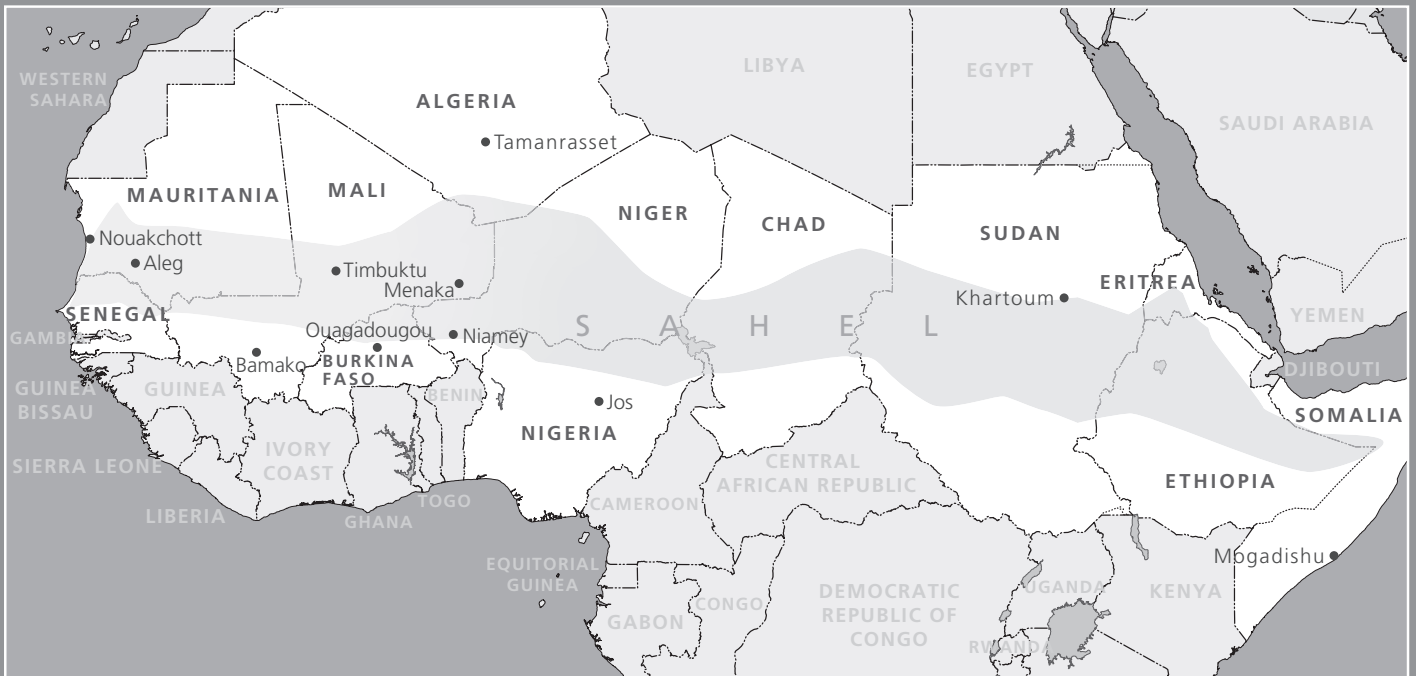 LIBYA
EGYPT
WESTERN
SAHARA
ALGERIA
SAUDI ARABIA
Tamanrasset
MAURITANIA
MALI
NIGER
CHAD
SUDAN
Nouakchott
Aleg
Timbuktu
Menaka
ERITREA
Khartoum
SENEGAL
YEMEN
GAMBIA
Ouagadougou
Niamey
SAHEL
Bamako
BURKINA
FASO
DJIBOUTI
GUINEA
BISSAU
GUINEA
BENIN
Jos
SOMALIA
NIGERIA
IVORY
COAST
SIERRA LEONE
CENTRAL
AFRICAN REPUBLIC
ETHIOPIA
TOGO
CAMEROON
LIBERIA
GHANA
Mogadishu
EQUITORIAL
GUINEA
UGANDA
KENYA
DEMOCRATIC
REPUBLIC OF
CONGO
CONGO
GABON
RWANDA